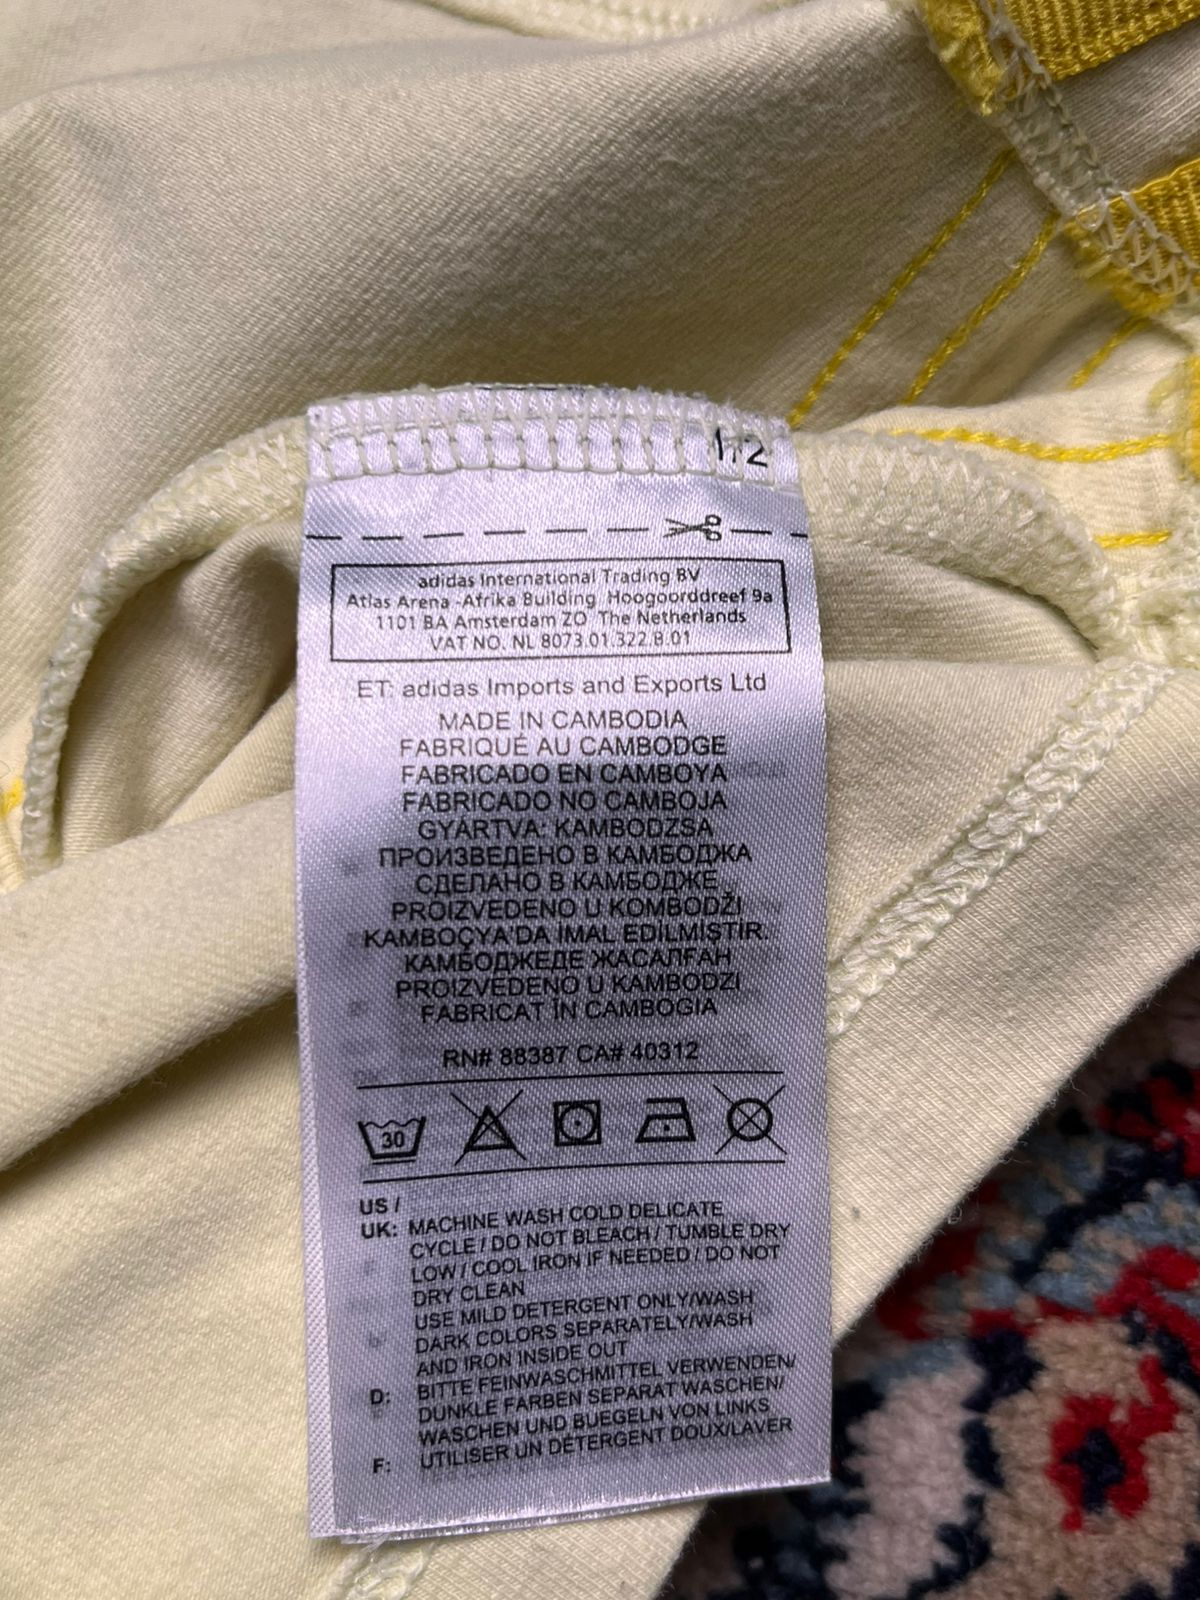 1/2
adidas International Trading BV
Atlas Arena -Afrika Building Hoogoorddreef 9a
1101 BA Amsterdam ZO The Netherlands
VAT NO. NL 8073.01.322.B.01
ET: adidas Imports and Exports Ltd
MADE IN CAMBODIA
FABRIQUÉ AU CAMBODGE
FABRICADO EN CAMBOYA
FABRICADO NO CAMBOJA
GYÁRTVA: KAMBODZSA
ПРОИЗВЕДЕНО В КАМБОДЖА
СДЕЛАНО В КАМБОДЖЕ
PROIZVEDENO U KOMBODŽI
KAMBOÇYA'DA İMAL EDİLMİŞTİR.
КАМБОДЖЕДЕ ЖАСАЛҒАН
PROIZVEDENO U KAMBODZI
FABRICAT ÎN CAMBOGIA
RN# 88387 CA# 40312
30
US /
UK: MACHINE WASH COLD DELICATE
CYCLE / DO NOT BLEACH / TUMBLE DRY
LOW / COOL IRON IF NEEDED / DO NOT
DRY CLEAN
USE MILD DETERGENT ONLY/WASH
DARK COLORS SEPARATELY/WASH
AND IRON INSIDE OUT
D: BITTE FEINWASCHMITTEL VERWENDEN/
DUNKLE FARBEN SEPARAT WASCHEN/
WASCHEN UND BUEGELN VON LINKS
F: UTILISER UN DÉTERGENT DOUX/LAVER